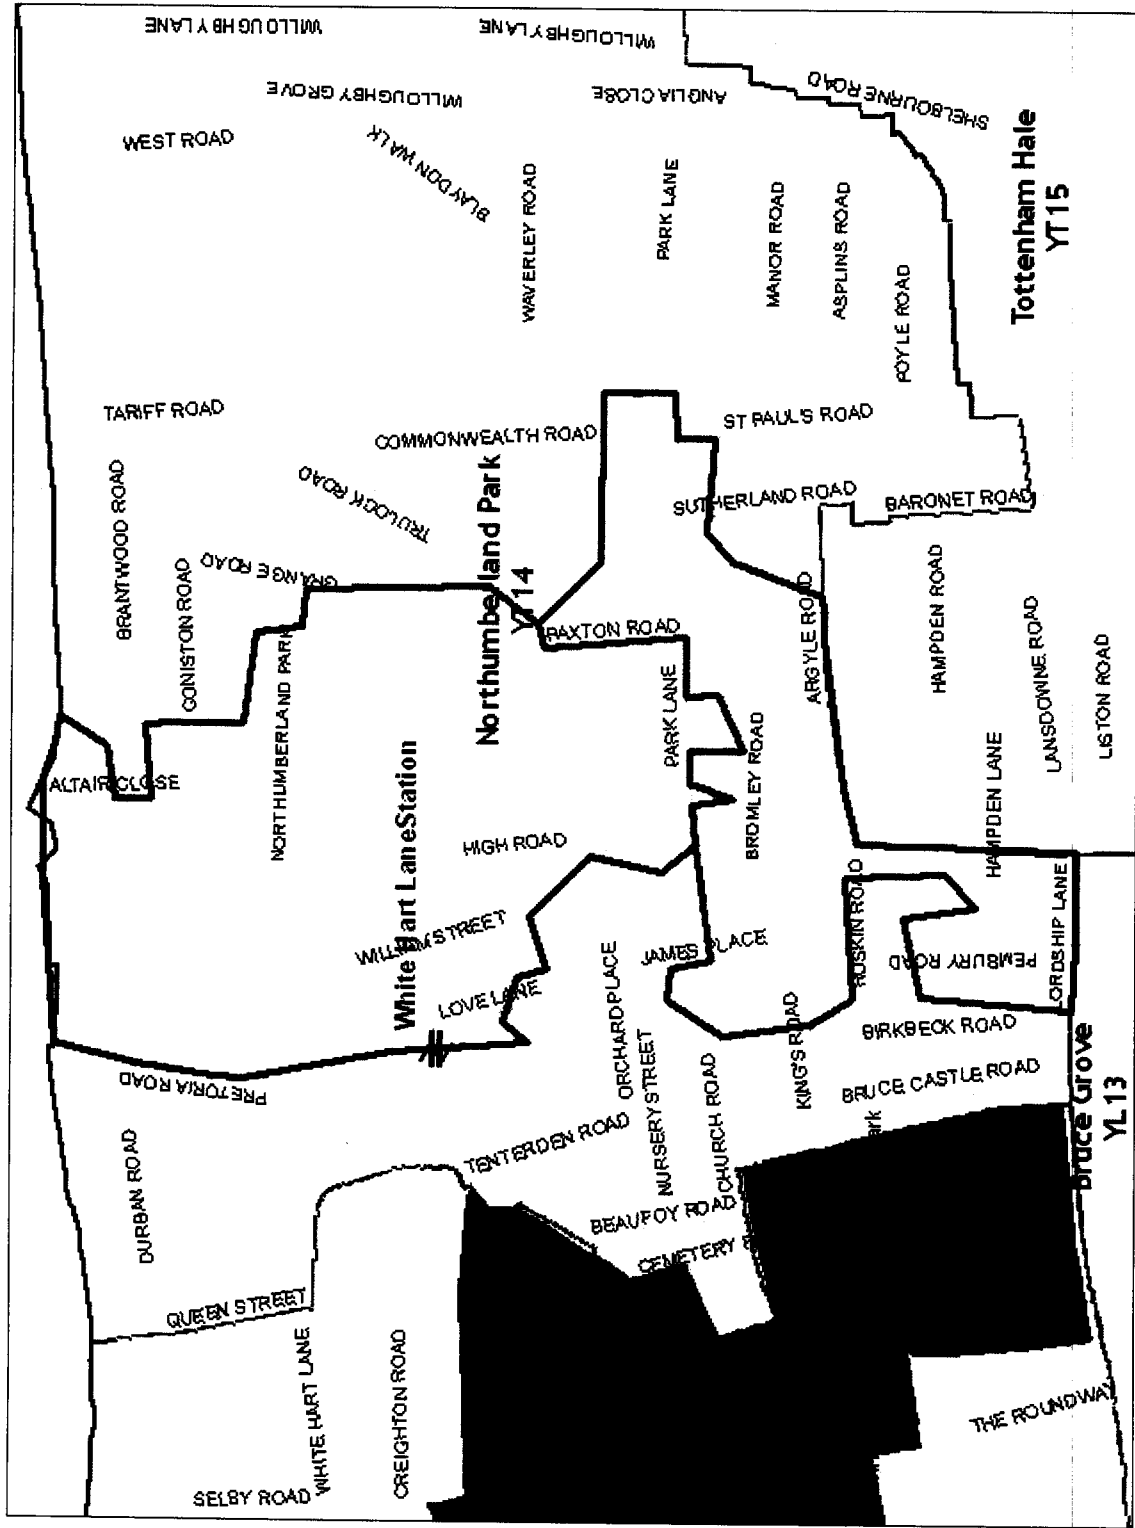 WILLOUGHBY LANE
WILLOUGHBY LANE
WILLOUGHBY GROVE
ANGLIA CLOSE
SHELBOURNE ROAD
WEST ROAD
BLAYDON WALK
WAVERLEY ROAD
PARK LANE
MANOR ROAD
ASPLINS ROAD
FOYLE ROAD
Tottenham Hale
YT15
TARIFF ROAD
COMMONWEALTH ROAD
ST PAUL'S ROAD
BRANTWOOD ROAD
TRULOCK ROAD
Northumberland Park
YT14
SUTHERLAND ROAD
BARONET ROAD
GRANGE ROAD
CONISTON ROAD
PAXTON ROAD
ARGYLE ROAD
HAMPDEN ROAD
LANSDOWNE ROAD
LISTON ROAD
NORTHUMBERLAND PARK
PARK LANE
BROMLEY ROAD
ALTAIR CLOSE
HIGH ROAD
HAMPDEN LANE
White Hart LaneStation
WILLIAM STREET
LOVE LANE
ORCHARD PLACE
JAMES PLACE
RUSKIN ROAD
PEMBURY ROAD
LORDSHIP LANE
PRETORIA ROAD
NURSERY STREET
KING'S ROAD
BIRKBECK ROAD
BRUCE CASTLE ROAD
ark
Bruce Grove
YL13
DURBAN ROAD
TENTERDEN ROAD
CHURCH ROAD
BEAUFOY ROAD
CEMETERY
QUEEN STREET
WHITE HART LANE
CREIGHTON ROAD
SELBY ROAD
THE ROUNDWAY